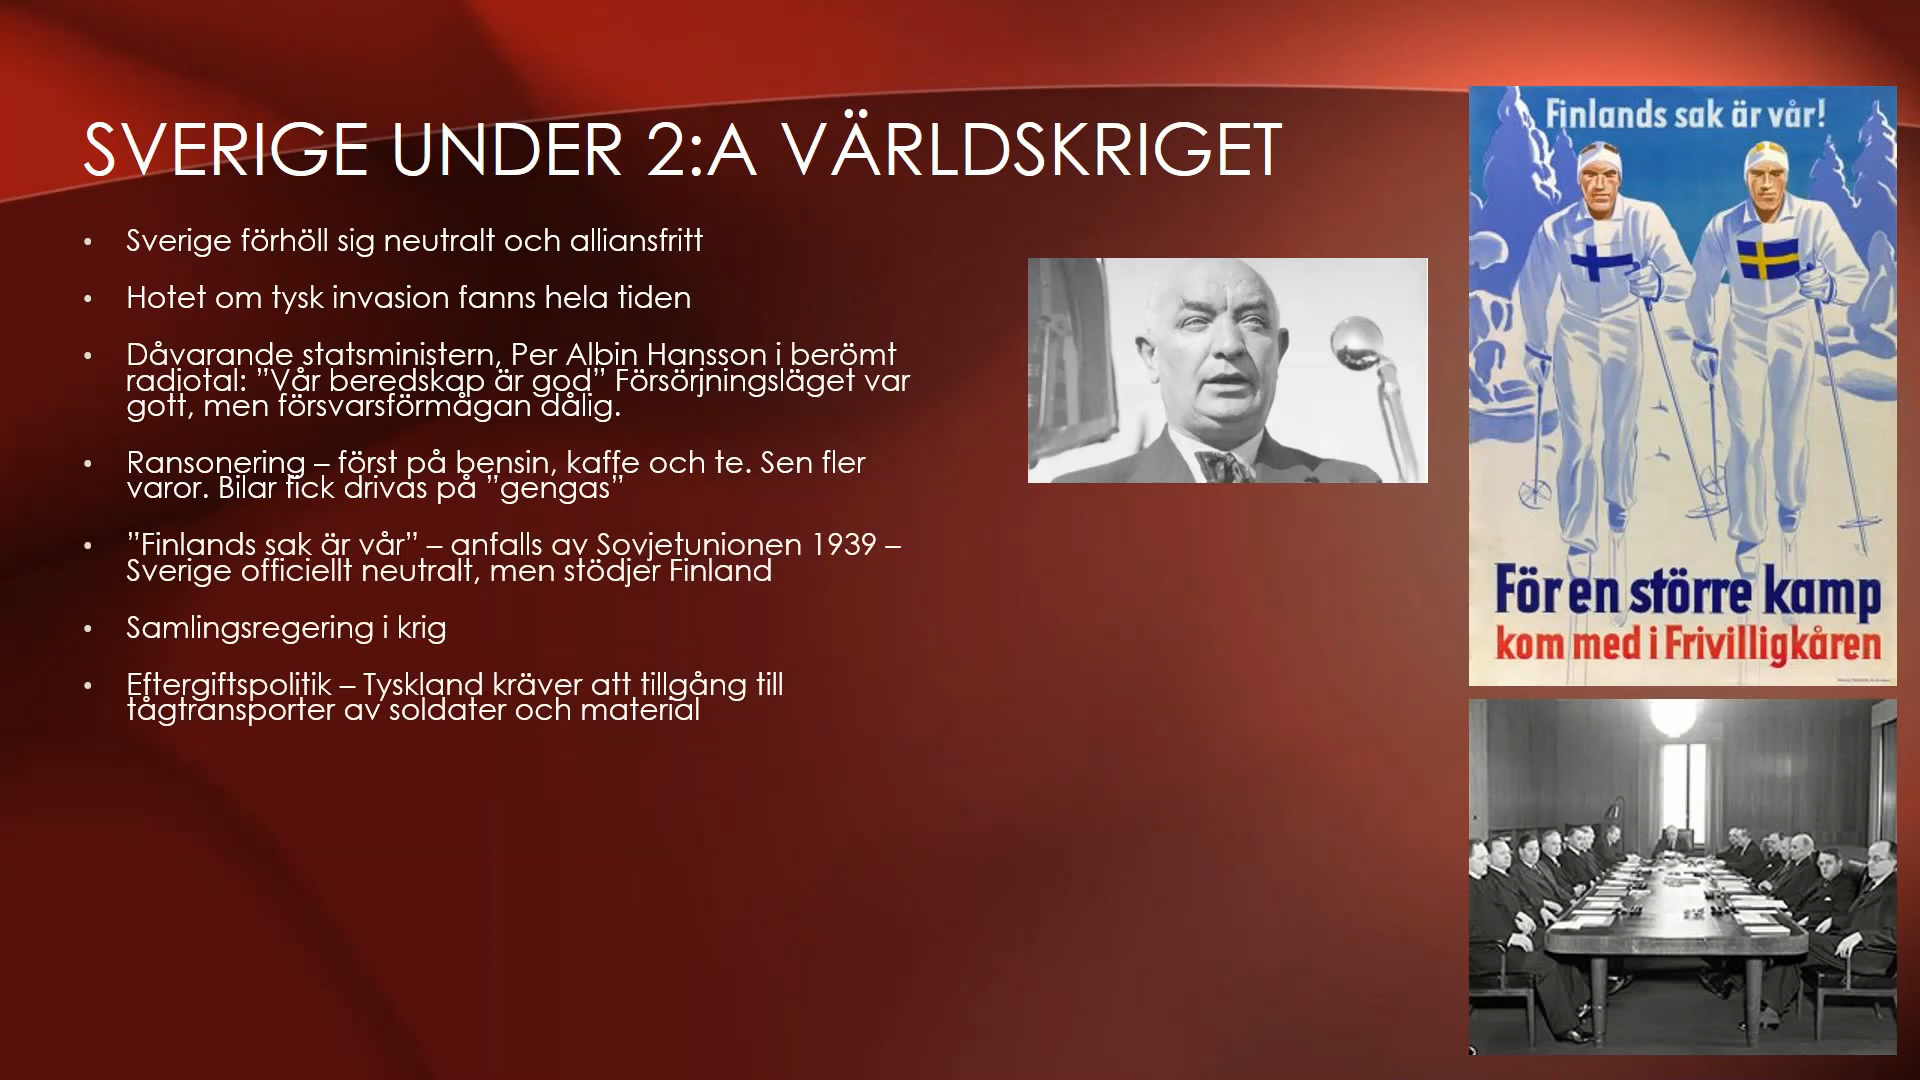 SVERIGE UNDER 2:A VÄRLDSKRIGET
• Sverige förhöll sig neutralt och alliansfritt
• Hotet om tysk invasion fanns hela tiden
• Dåvarande statsministern, Per Albin Hansson i berömt
radiotal: ”Vår beredskap är god” Försörjningsläget var
gott, men försvarsförmågan dålig.
• Ransonering – först på bensin, kaffe och te. Sen fler
varor. Bilar fick drivas på ”gengas”
• ”Finlands sak är vår” – anfalls av Sovjetunionen 1939 –
Sverige officiellt neutralt, men stödjer Finland
• Samlingsregering i krig
• Eftergiftspolitik – Tyskland kräver att tillgång till
tågtransporter av soldater och material
Finlands sak är vår!
För en större kamp
kom med i Frivilligkåren